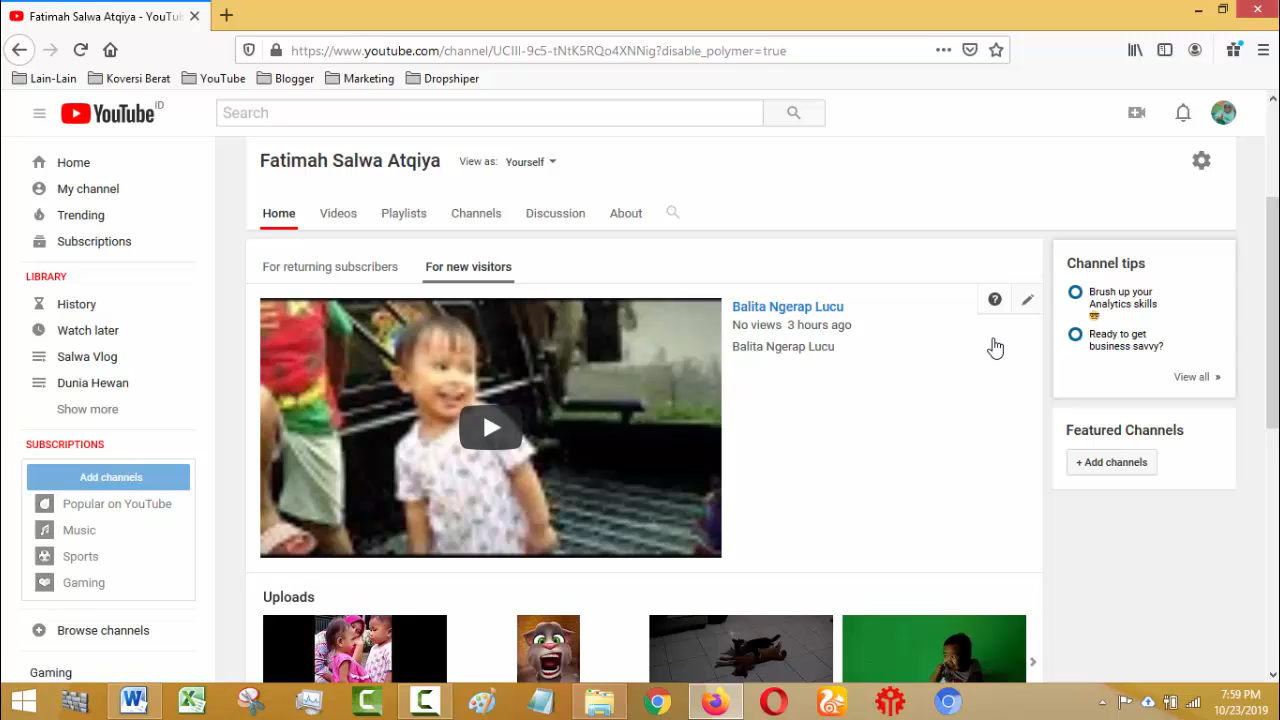 Fatimah Salwa Atqiya - YouTu
https://www.youtube.com/channel/UCIII-9c5-tNtK5RQo4XNNig?disable_polymer=true
Lain-Lain
Koversi Berat
YouTube
Blogger
Marketing
Dropshiper
YouTube ID
Search
Home
My channel
Trending
Subscriptions
LIBRARY
History
Watch later
Salwa Vlog
Dunia Hewan
Show more
SUBSCRIPTIONS
Add channels
Popular on YouTube
Music
Sports
Gaming
Browse channels
Gaming
Fatimah Salwa Atqiya
View as: Yourself
Home
Videos
Playlists
Channels
Discussion
About
For returning subscribers
For new visitors
Balita Ngerap Lucu
No views 3 hours ago
Balita Ngerap Lucu
Uploads
Channel tips
Brush up your
Analytics skills
Ready to get
business savvy?
View all »
Featured Channels
+ Add channels
7:59 PM
10/23/2019